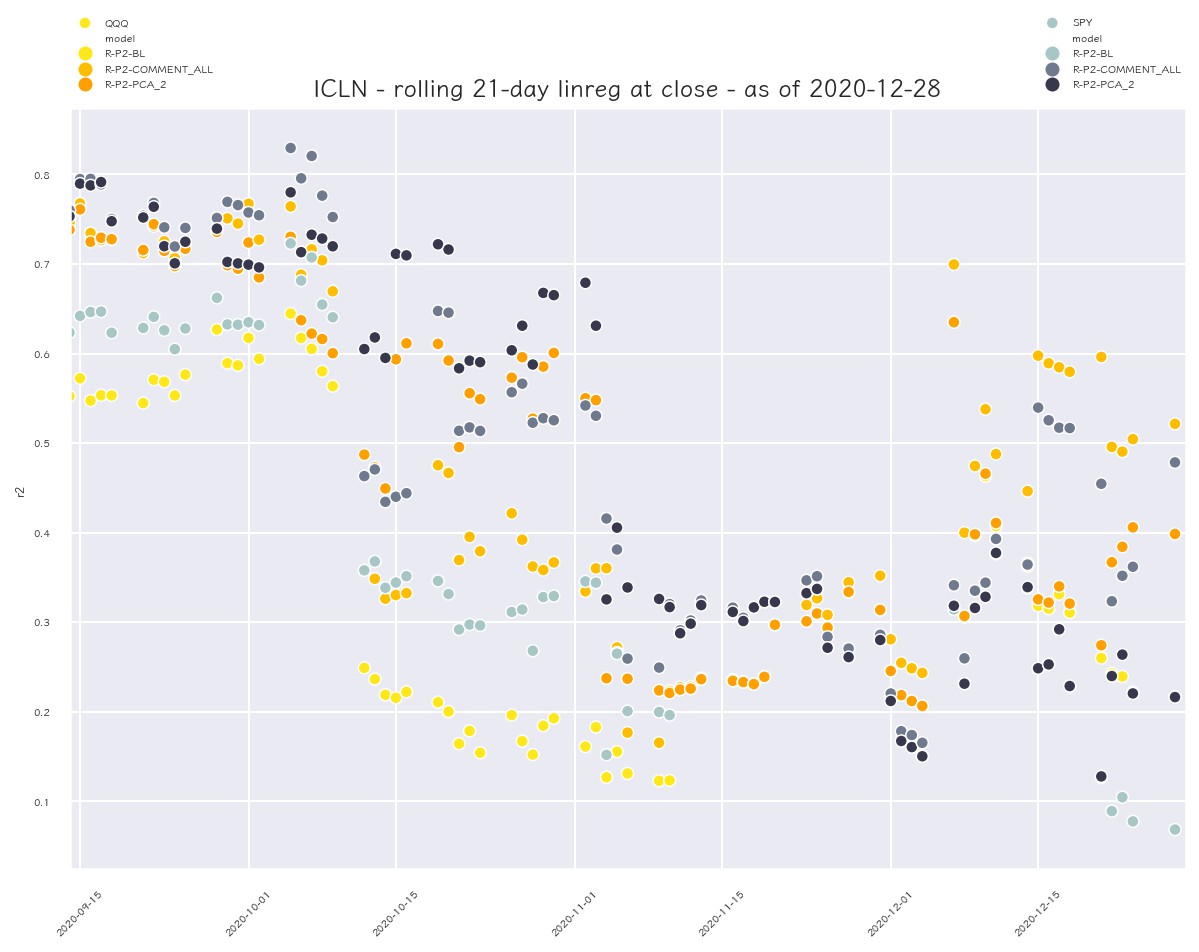 QQQ
model
R-P2-BL
R-P2-COMMENT_ALL
R-P2-PCA_2
SPY
model
R-P2-BL
R-P2-COMMENT_ALL
R-P2-PCA_2
ICLN - rolling 21-day linreg at close - as of 2020-12-28
0.8
0.7
0.6
0.5
0.4
0.3
0.2
0.1
r2
2020-09-15
2020-10-01
2020-10-15
2020-11-01
2020-11-15
2020-12-01
2020-12-15